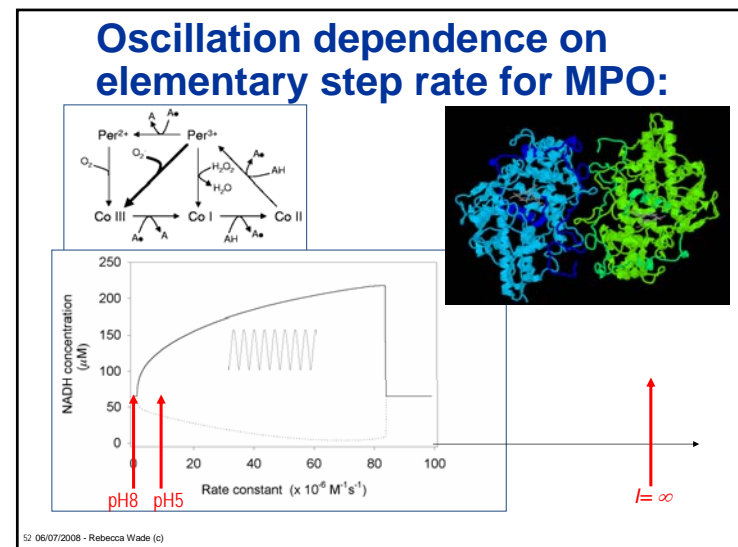 Oscillation dependence on
elementary step rate for MPO:
A A•
Per2+ Per3+
O2 O2- H2O2 A•
H2O AH
Co III Co I Co II
A• A AH A•
250
200
150
100
50
0
NADH concentration
(μM)
0 20 40 60 80 100
Rate constant (x 10^-6 M^-1 s^-1)
pH8 pH5
I= ∞
52 06/07/2008 - Rebecca Wade (c)